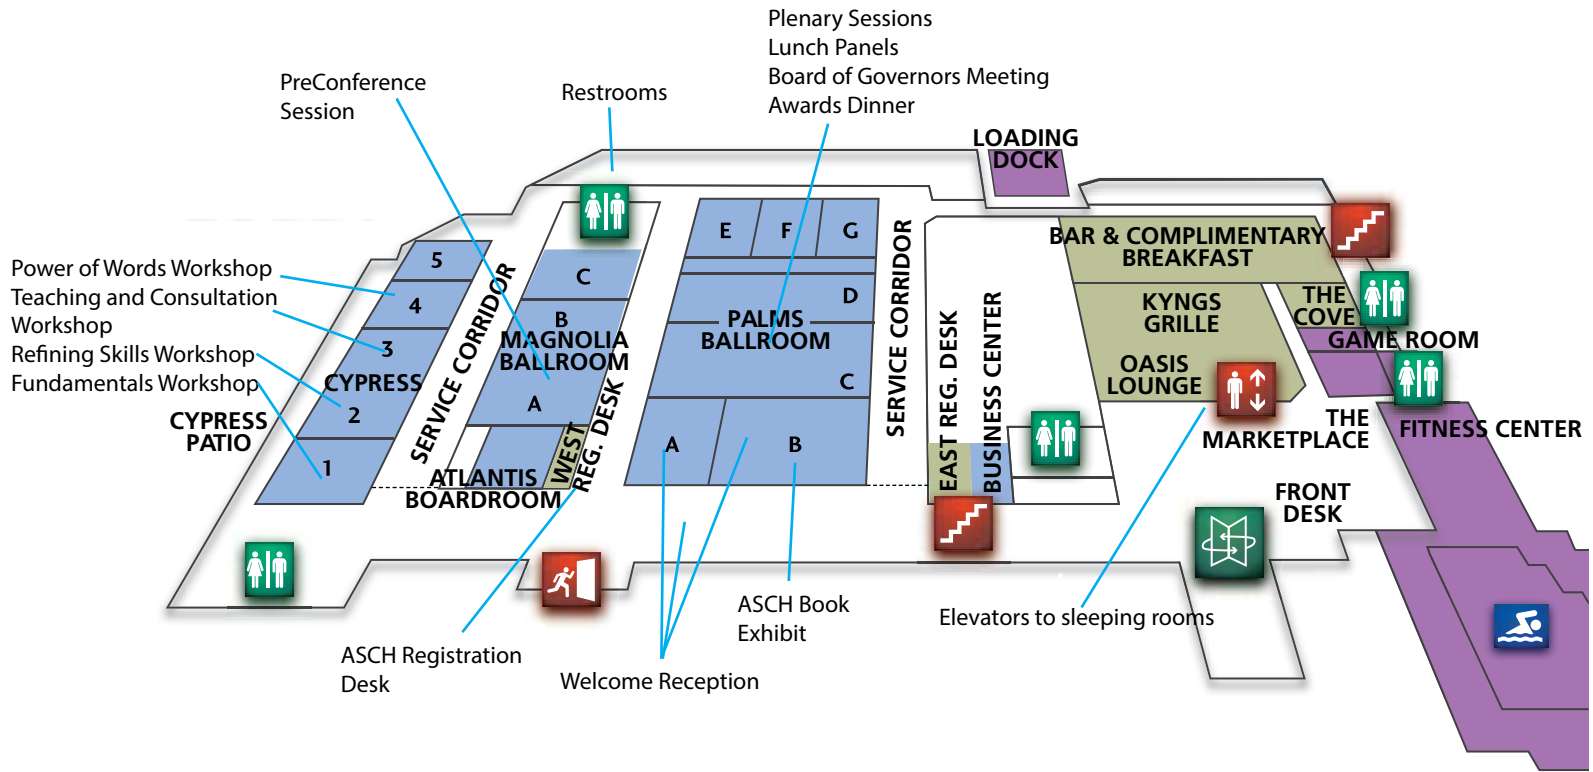 Plenary Sessions
Lunch Panels
Board of Governors Meeting
Awards Dinner
PreConference
Session
Restrooms
LOADING
DOCK
E
F
G
BAR & COMPLIMENTARY
BREAKFAST
5
4
3
2
1
CYPRESS
Power of Words Workshop
Teaching and Consultation
Workshop
Refining Skills Workshop
Fundamentals Workshop
CYPRESS
PATIO
SERVICE CORRIDOR
C
B
MAGNOLIA
BALLROOM
A
WEST
REG. DESK
ATLANTIS
BOARDROOM
D
PALMS
BALLROOM
C
A
B
SERVICE CORRIDOR
EAST REG. DESK
BUSINESS CENTER
KYNGS
GRILLE
OASIS
LOUNGE
THE
COVE
GAME ROOM
THE
MARKETPLACE
FITNESS CENTER
FRONT
DESK
ASCH Registration
Desk
Welcome Reception
ASCH Book
Exhibit
Elevators to sleeping rooms